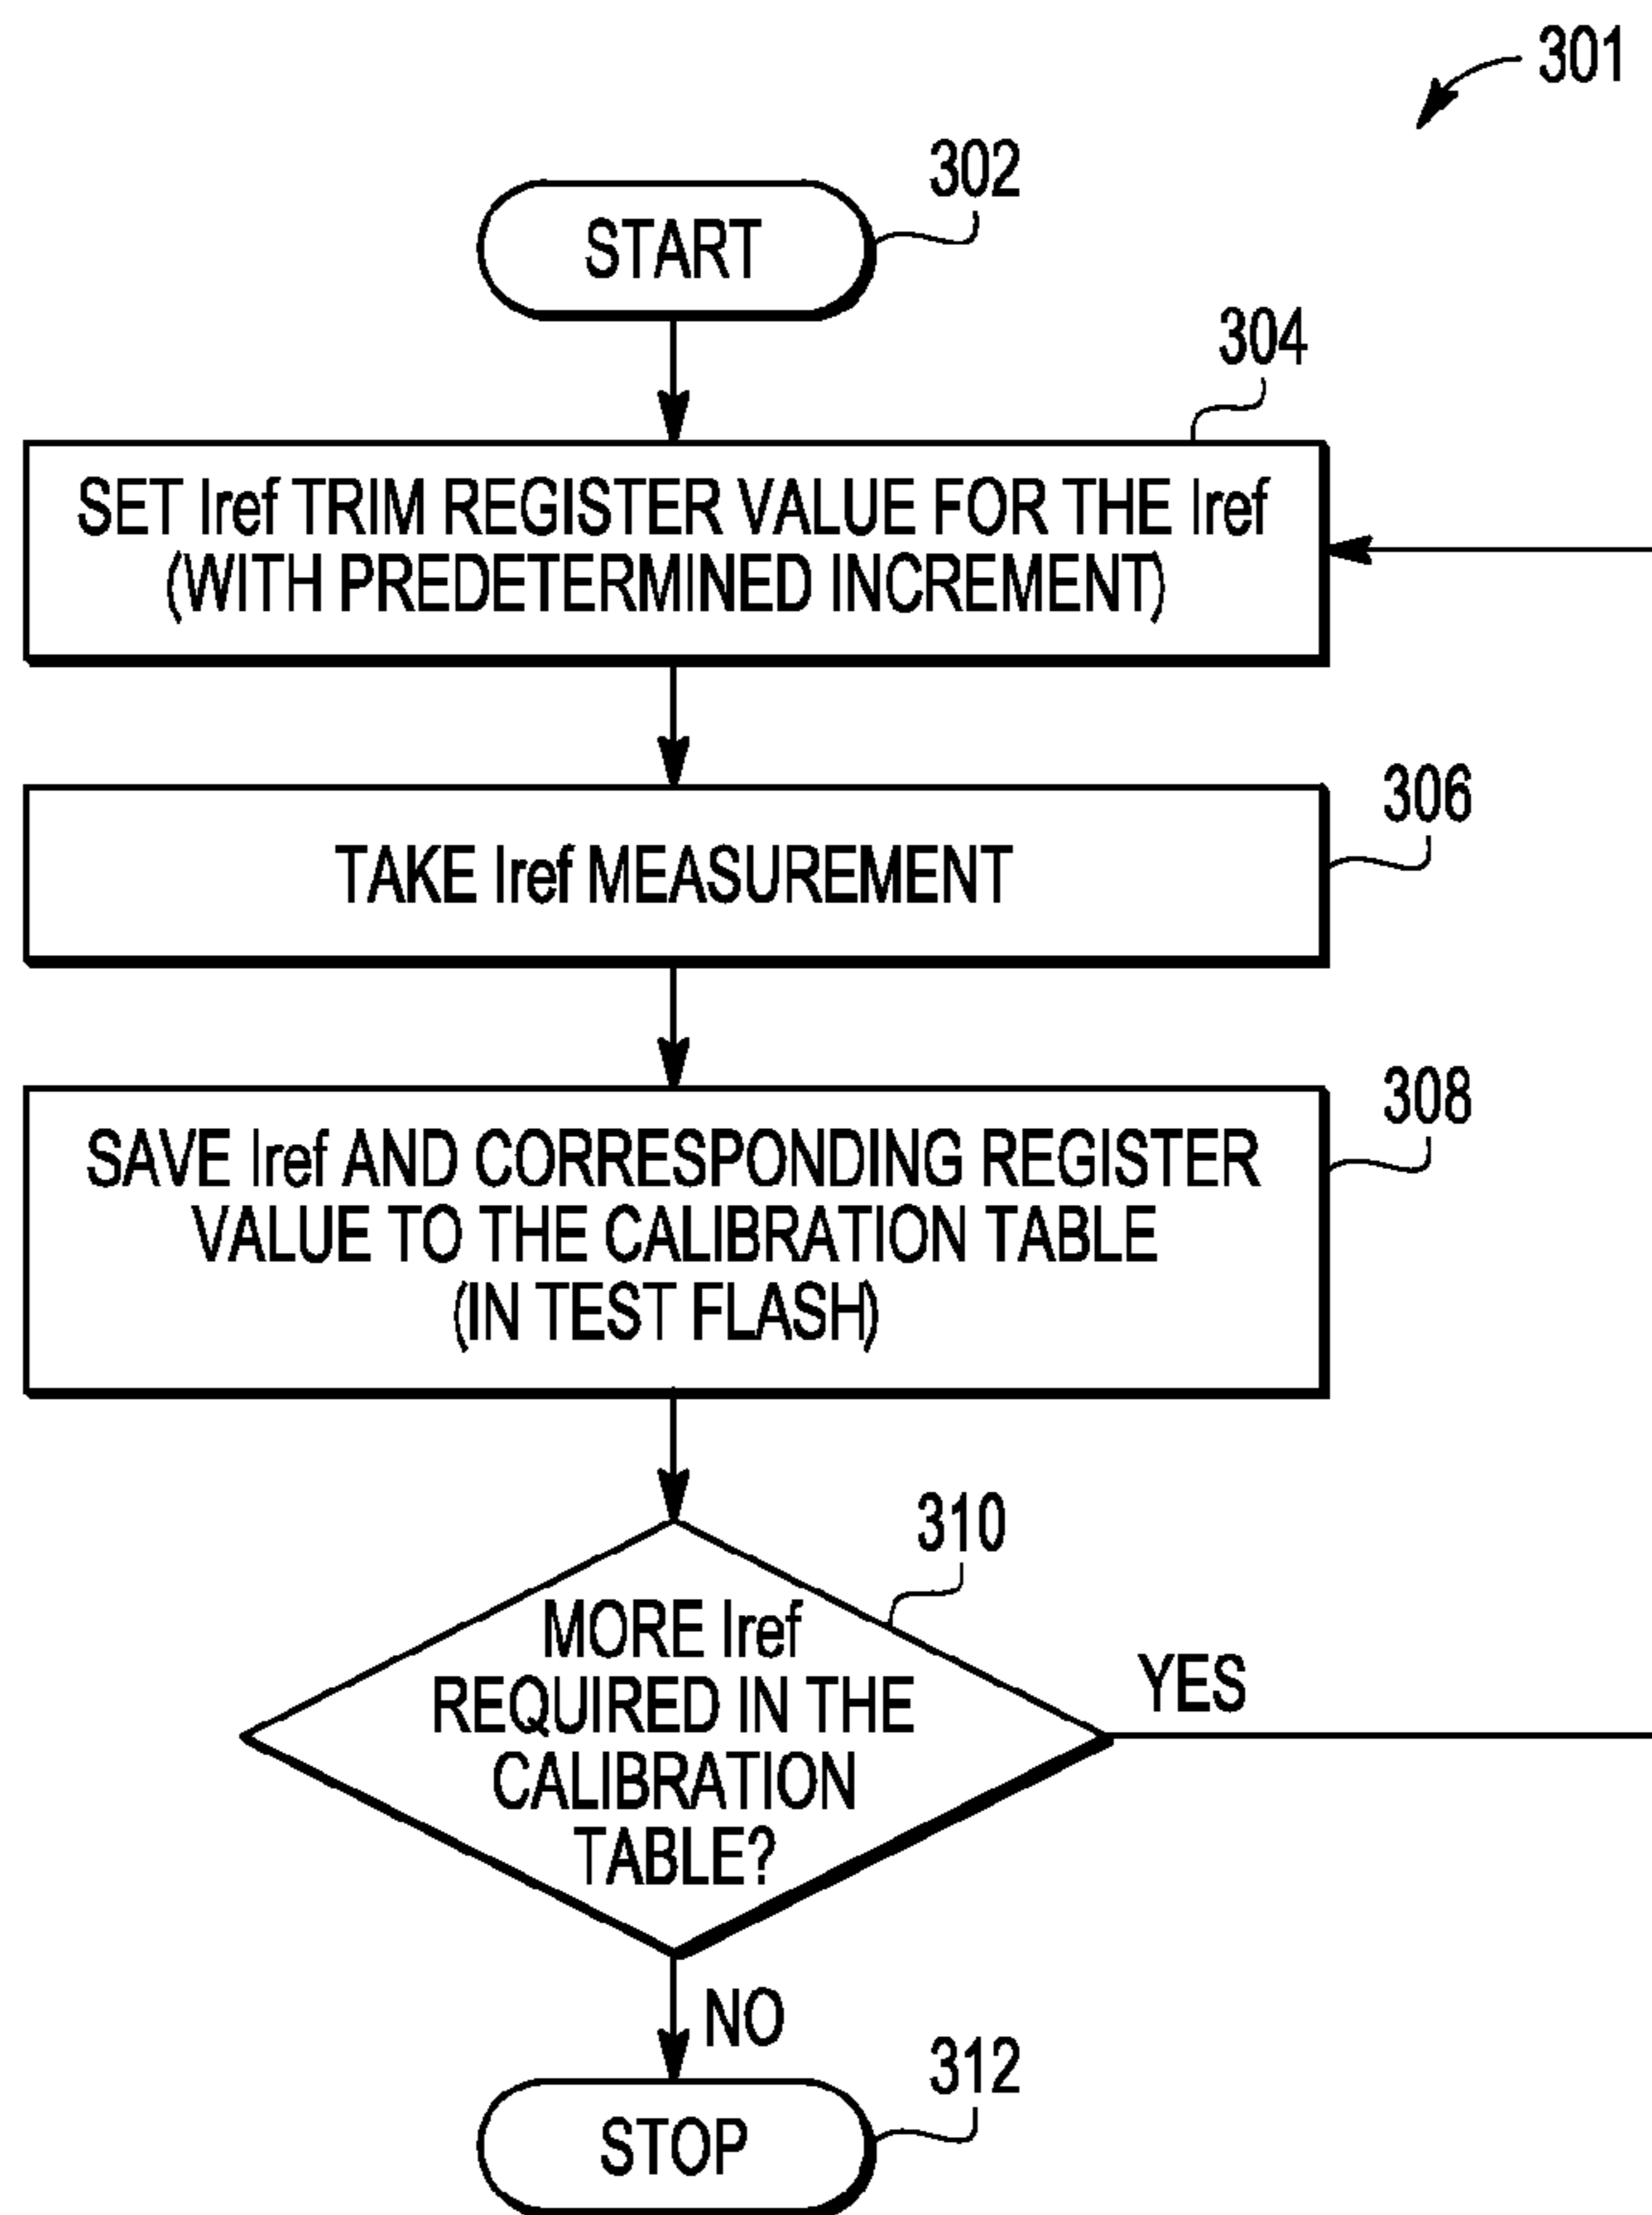 301
302
START
304
SET Iref TRIM REGISTER VALUE FOR THE Iref
(WITH PREDETERMINED INCREMENT)
306
TAKE Iref MEASUREMENT
308
SAVE Iref AND CORRESPONDING REGISTER
VALUE TO THE CALIBRATION TABLE
(IN TEST FLASH)
310
MORE Iref
REQUIRED IN THE
CALIBRATION
TABLE?
YES
NO
312
STOP